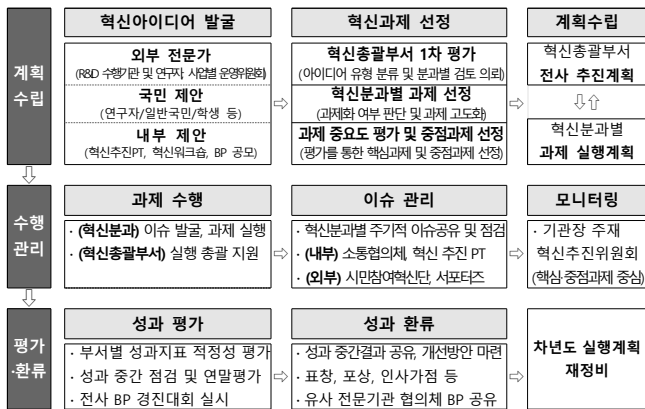 계획
수립
혁신아이디어 발굴
외부 전문가
(R&D 수행기관 및 연구자 사업별 운영위원회)
국민 제안
(연구자/일반국민/학생 등)
내부 제안
(혁신추진PT, 혁신워크숍, BP 공모)
혁신과제 선정
혁신총괄부서 1차 평가
(아이디어 유형 분류 및 분과별 검토 의뢰)
혁신분과별 과제 선정
(과제화 여부 판단 및 과제 고도화)
과제 중요도 평가 및 중점과제 선정
(평가를 통한 핵심과제 및 중점과제 선정)
계획수립
혁신총괄부서
전사 추진계획
혁신분과별
과제 실행계획
수행
관리
과제 수행
· (혁신분과) 이슈 발굴, 과제 실행
· (혁신총괄부서) 실행 총괄 지원
이슈 관리
· 혁신분과별 주기적 이슈공유 및 점검
· (내부) 소통협의체, 혁신 추진 PT
· (외부) 시민참여혁신단, 서포터즈
모니터링
· 기관장 주재
혁신추진위원회
(핵심·중점과제 중심)
평가
·환류
성과 평가
· 부서별 성과지표 적정성 평가
· 성과 중간 점검 및 연말평가
· 전사 BP 경진대회 실시
성과 환류
· 성과 중간결과 공유, 개선방안 마련
· 표창, 포상, 인사가점 등
· 유사 전문기관 협의체 BP 공유
차년도 실행계획
재정비